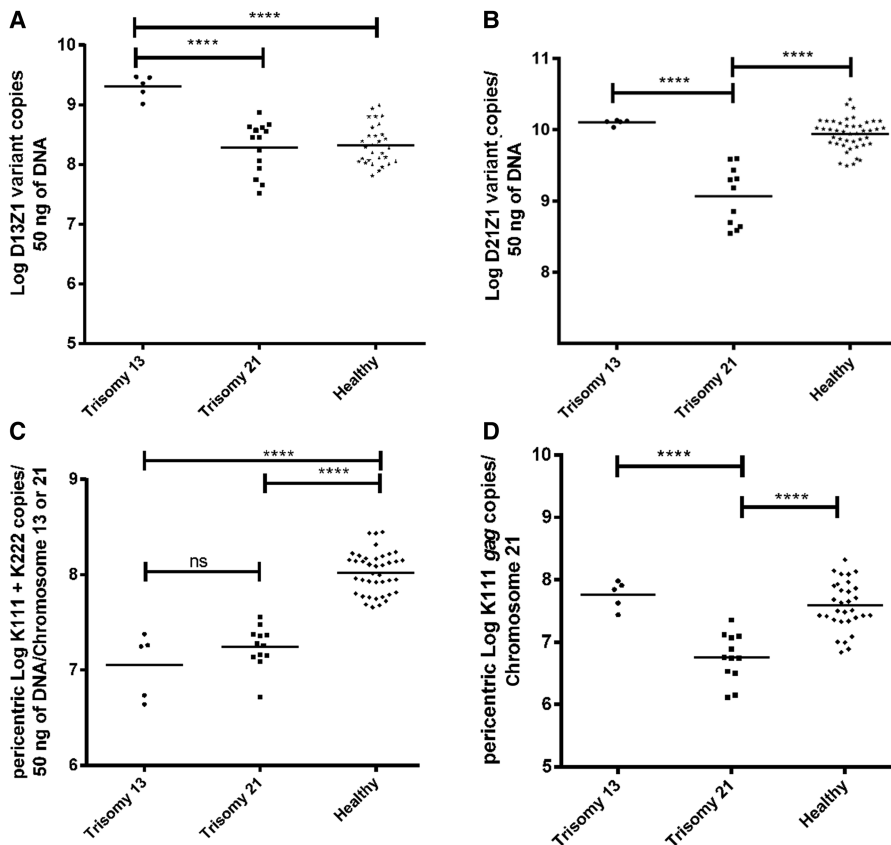 A
Log D13Z1 variant copies
50 ng of DNA
10
9
8
7
6
5
****
****
Trisomy 13
Trisomy 21
Healthy
B
Log D21Z1 variant copies/
50 ng of DNA
11
10
9
8
****
****
Trisomy 13
Trisomy 21
Healthy
C
pericentric Log K111 + K222 copies/
50 ng of DNA/Chromosome 13 or 21
9
8
7
6
****
****
ns
Trisomy 13
Trisomy 21
Healthy
D
pericentric Log K111 gag copies/
Chromosome 21
10
9
8
7
6
5
****
****
Trisomy 13
Trisomy 21
Healthy